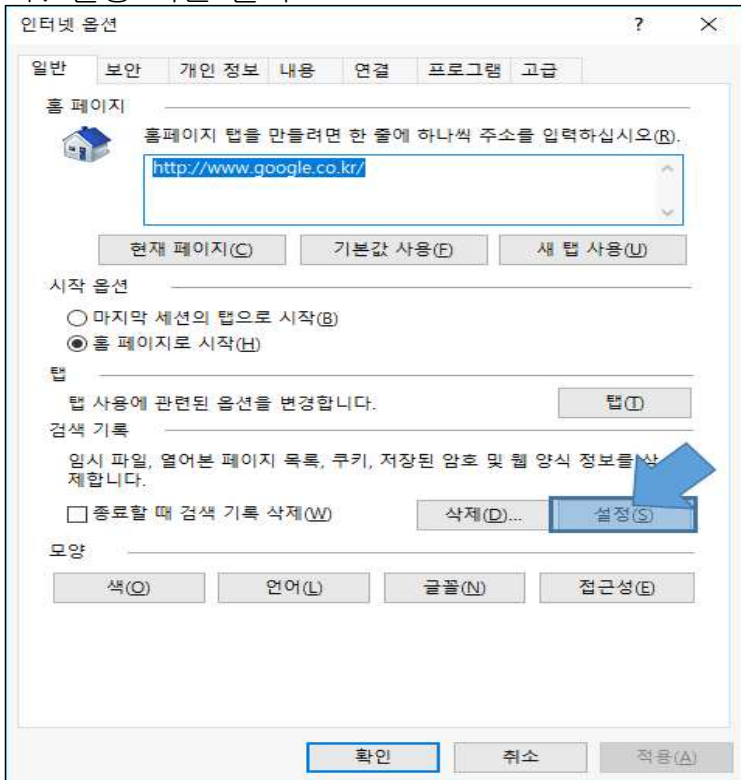 인터넷 옵션 ? ✕
일반 보안 개인 정보 내용 연결 프로그램 고급
홈 페이지
홈페이지 탭을 만들려면 한 줄에 하나씩 주소를 입력하십시오(R).
http://www.google.co.kr/
현재 페이지(C) 기본값 사용(F) 새 탭 사용(U)
시작 옵션
마지막 세션의 탭으로 시작(B)
홈 페이지로 시작(H)
탭
탭 사용에 관련된 옵션을 변경합니다. 탭(T)
검색 기록
임시 파일, 열어본 페이지 목록, 쿠키, 저장된 암호 및 웹 양식 정보를 삭
제합니다.
종료할 때 검색 기록 삭제(W) 삭제(D)... 설정(S)
모양
색(O) 언어(L) 글꼴(N) 접근성(E)
확인 취소 적용(A)